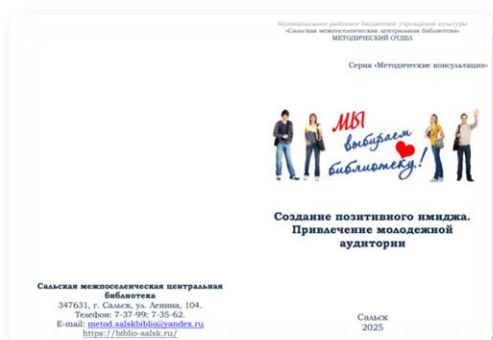 Муниципальное районное бюджетное учреждение культуры
«Сальская межпоселенческая центральная библиотека»
МЕТОДИЧЕСКИЙ ОТДЕЛ
Серия «Методические консультации»
МЫ
выбираем
библиотеку!
Создание позитивного имиджа.
Привлечение молодежной
аудитории
Сальск
2025
Сальская межпоселенческая центральная
библиотека
347631, г. Сальск, ул. Ленина, 104.
Телефон: 7-37-99; 7-35-62.
E-mail: metod.salskbiblio@yandex.ru
https://biblio-salsk.ru/